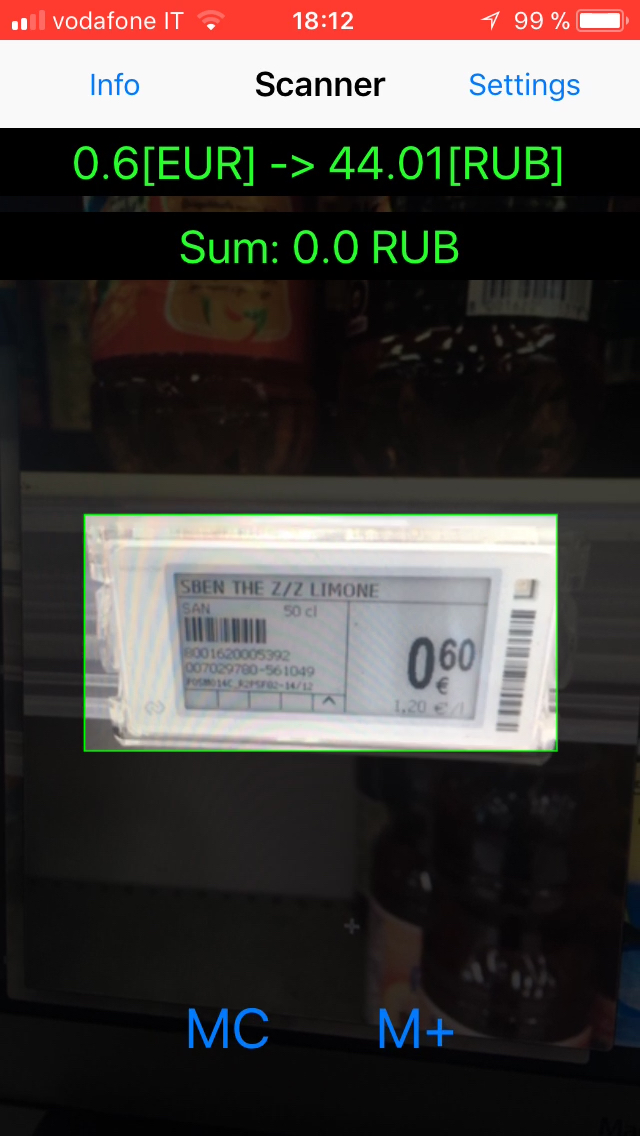 vodafone IT 18:12 99 %
Info Scanner Settings
0.6[EUR] -> 44.01[RUB]
Sum: 0.0 RUB
SBEN THE Z/Z LIMONE
SAN 50 cl
8001620005392
007029780-561049
0 60
€
1,20 €/l
MC M+